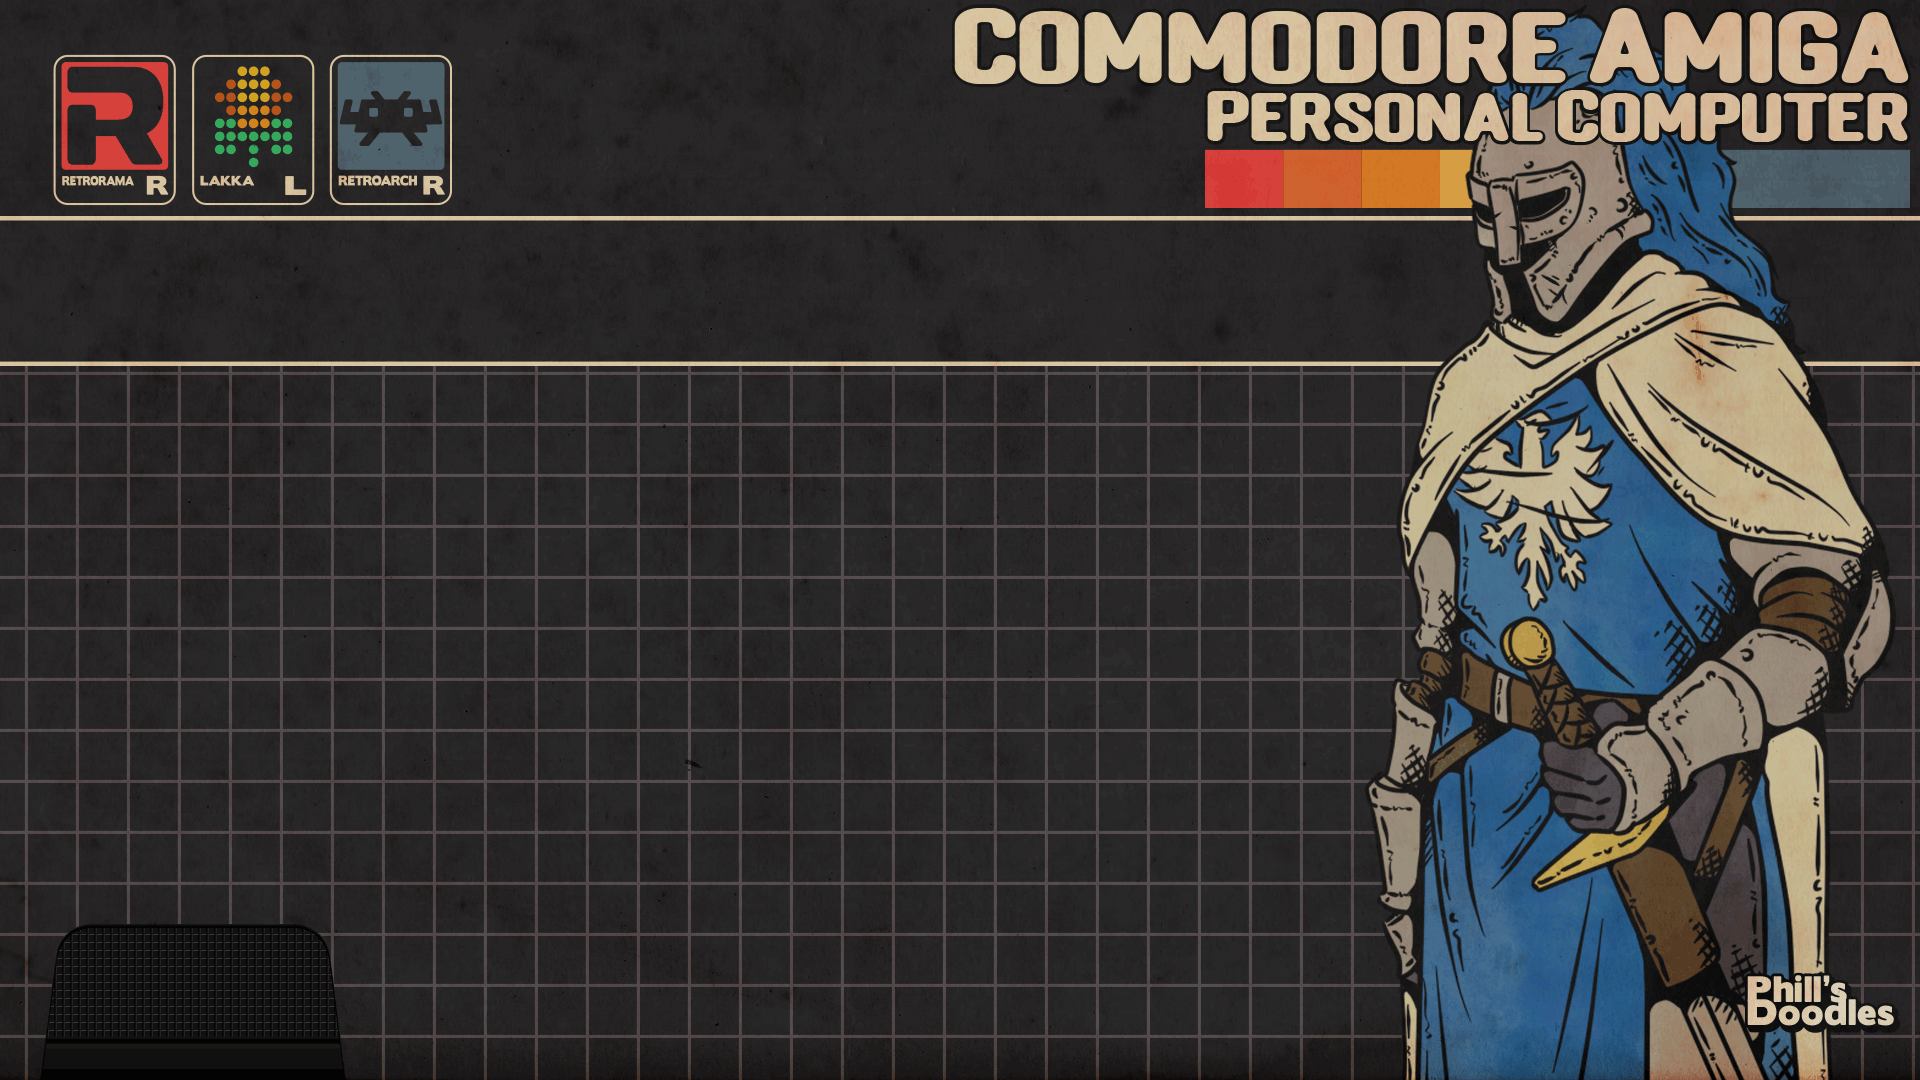 COMMODORE AMIGA
PERSONAL COMPUTER
RETRORAMA R
LAKKA L
RETROARCH R
Phill's
Doodles